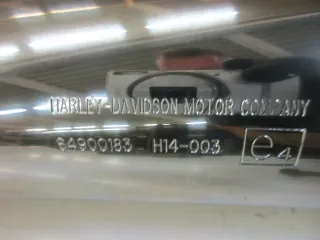 HARLEY-DAVIDSON MOTOR COMPANY
64900183 H14-003 e4